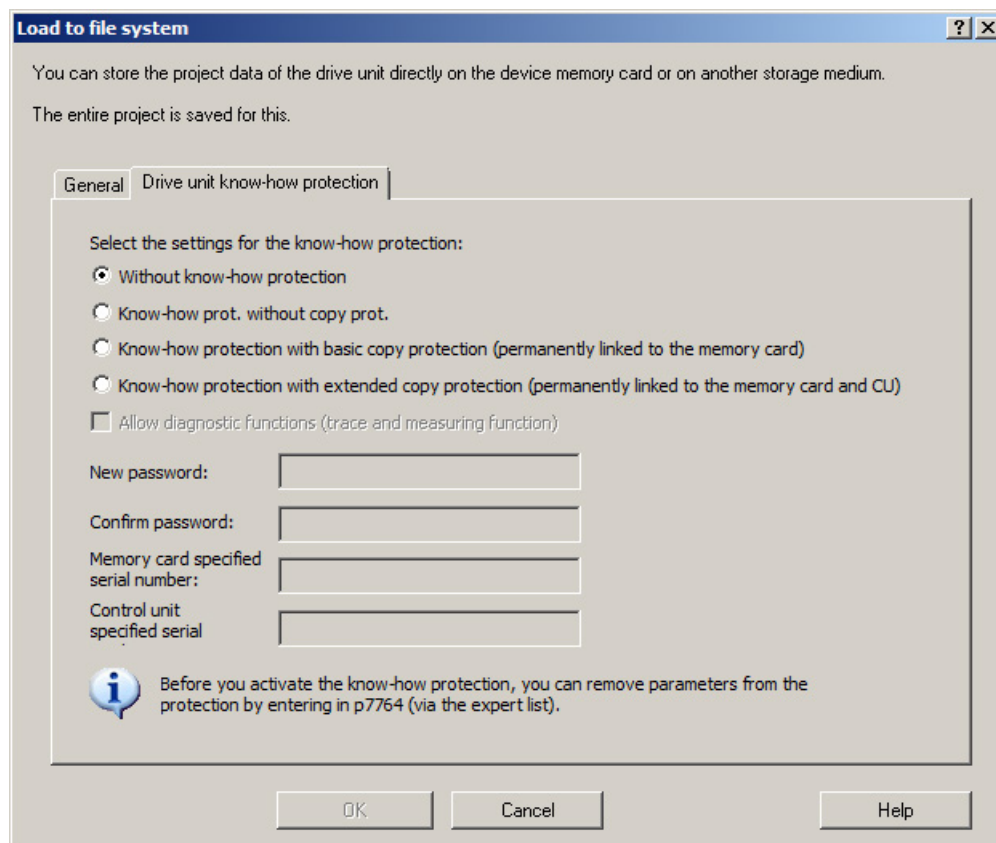 Load to file system
You can store the project data of the drive unit directly on the device memory card or on another storage medium.
The entire project is saved for this.
General
Drive unit know-how protection
Select the settings for the know-how protection:
Without know-how protection
Know-how prot. without copy prot.
Know-how protection with basic copy protection (permanently linked to the memory card)
Know-how protection with extended copy protection (permanently linked to the memory card and CU)
Allow diagnostic functions (trace and measuring function)
New password:
Confirm password:
Memory card specified
serial number:
Control unit
specified serial
Before you activate the know-how protection, you can remove parameters from the
protection by entering in p7764 (via the expert list).
OK
Cancel
Help